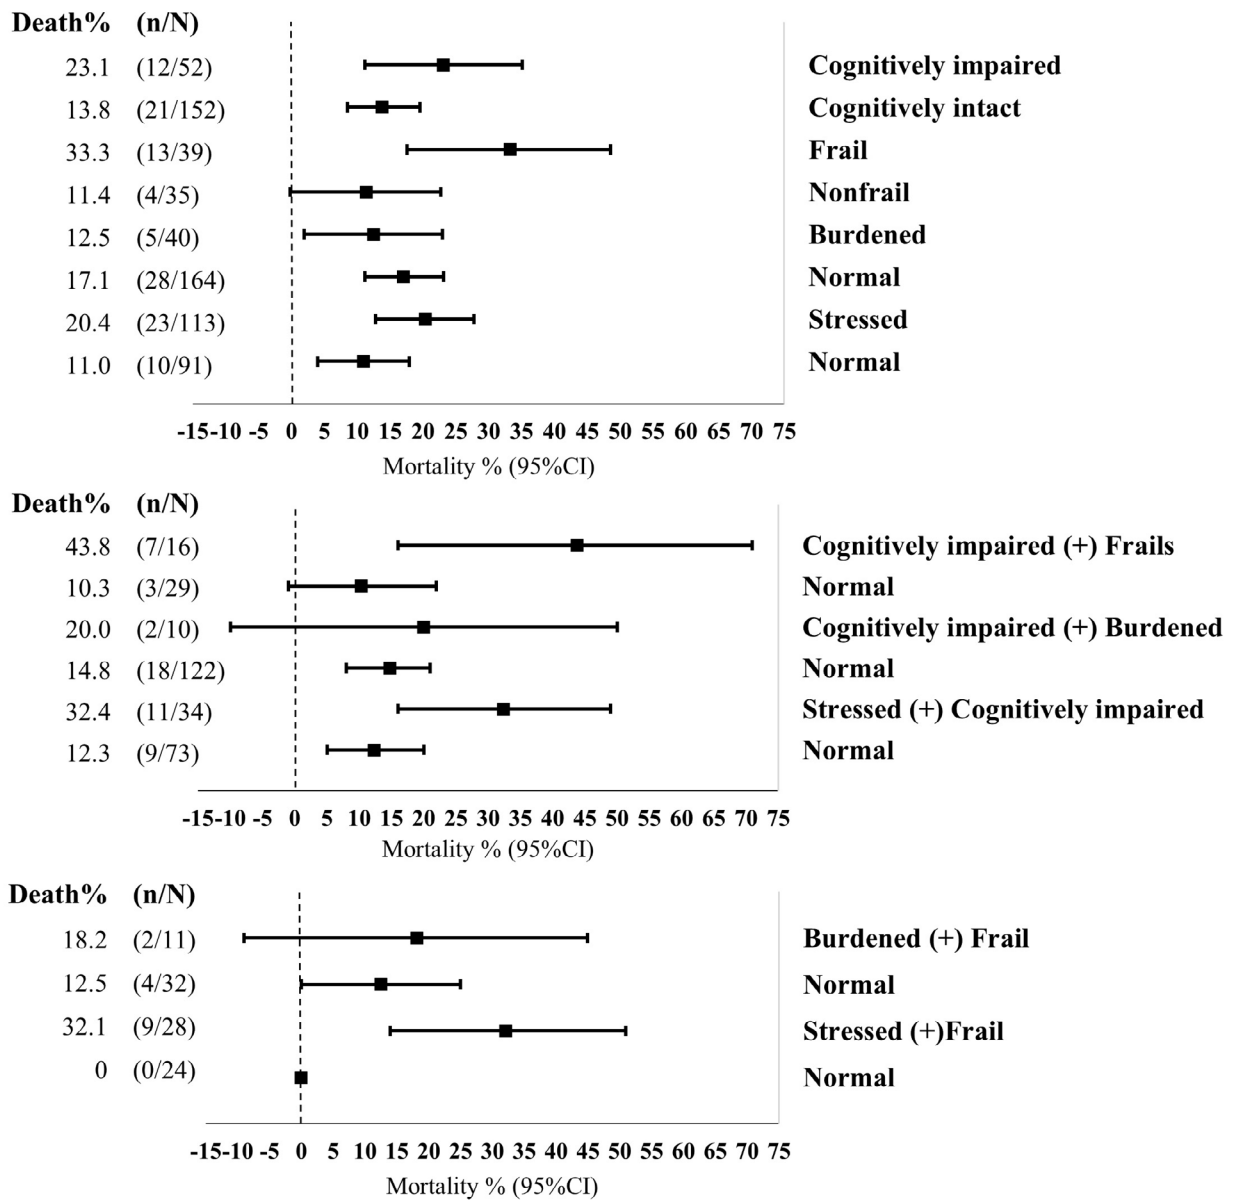 Death% (n/N)
23.1 (12/52) Cognitively impaired
13.8 (21/152) Cognitively intact
33.3 (13/39) Frail
11.4 (4/35) Nonfrail
12.5 (5/40) Burdened
17.1 (28/164) Normal
20.4 (23/113) Stressed
11.0 (10/91) Normal
-15 -10 -5 0 5 10 15 20 25 30 35 40 45 50 55 60 65 70 75
Mortality % (95%CI)
Death% (n/N)
43.8 (7/16) Cognitively impaired (+) Frails
10.3 (3/29) Normal
20.0 (2/10) Cognitively impaired (+) Burdened
14.8 (18/122) Normal
32.4 (11/34) Stressed (+) Cognitively impaired
12.3 (9/73) Normal
-15 -10 -5 0 5 10 15 20 25 30 35 40 45 50 55 60 65 70 75
Mortality % (95%CI)
Death% (n/N)
18.2 (2/11) Burdened (+) Frail
12.5 (4/32) Normal
32.1 (9/28) Stressed (+)Frail
0 (0/24) Normal
-15 -10 -5 0 5 10 15 20 25 30 35 40 45 50 55 60 65 70 75
Mortality % (95%CI)